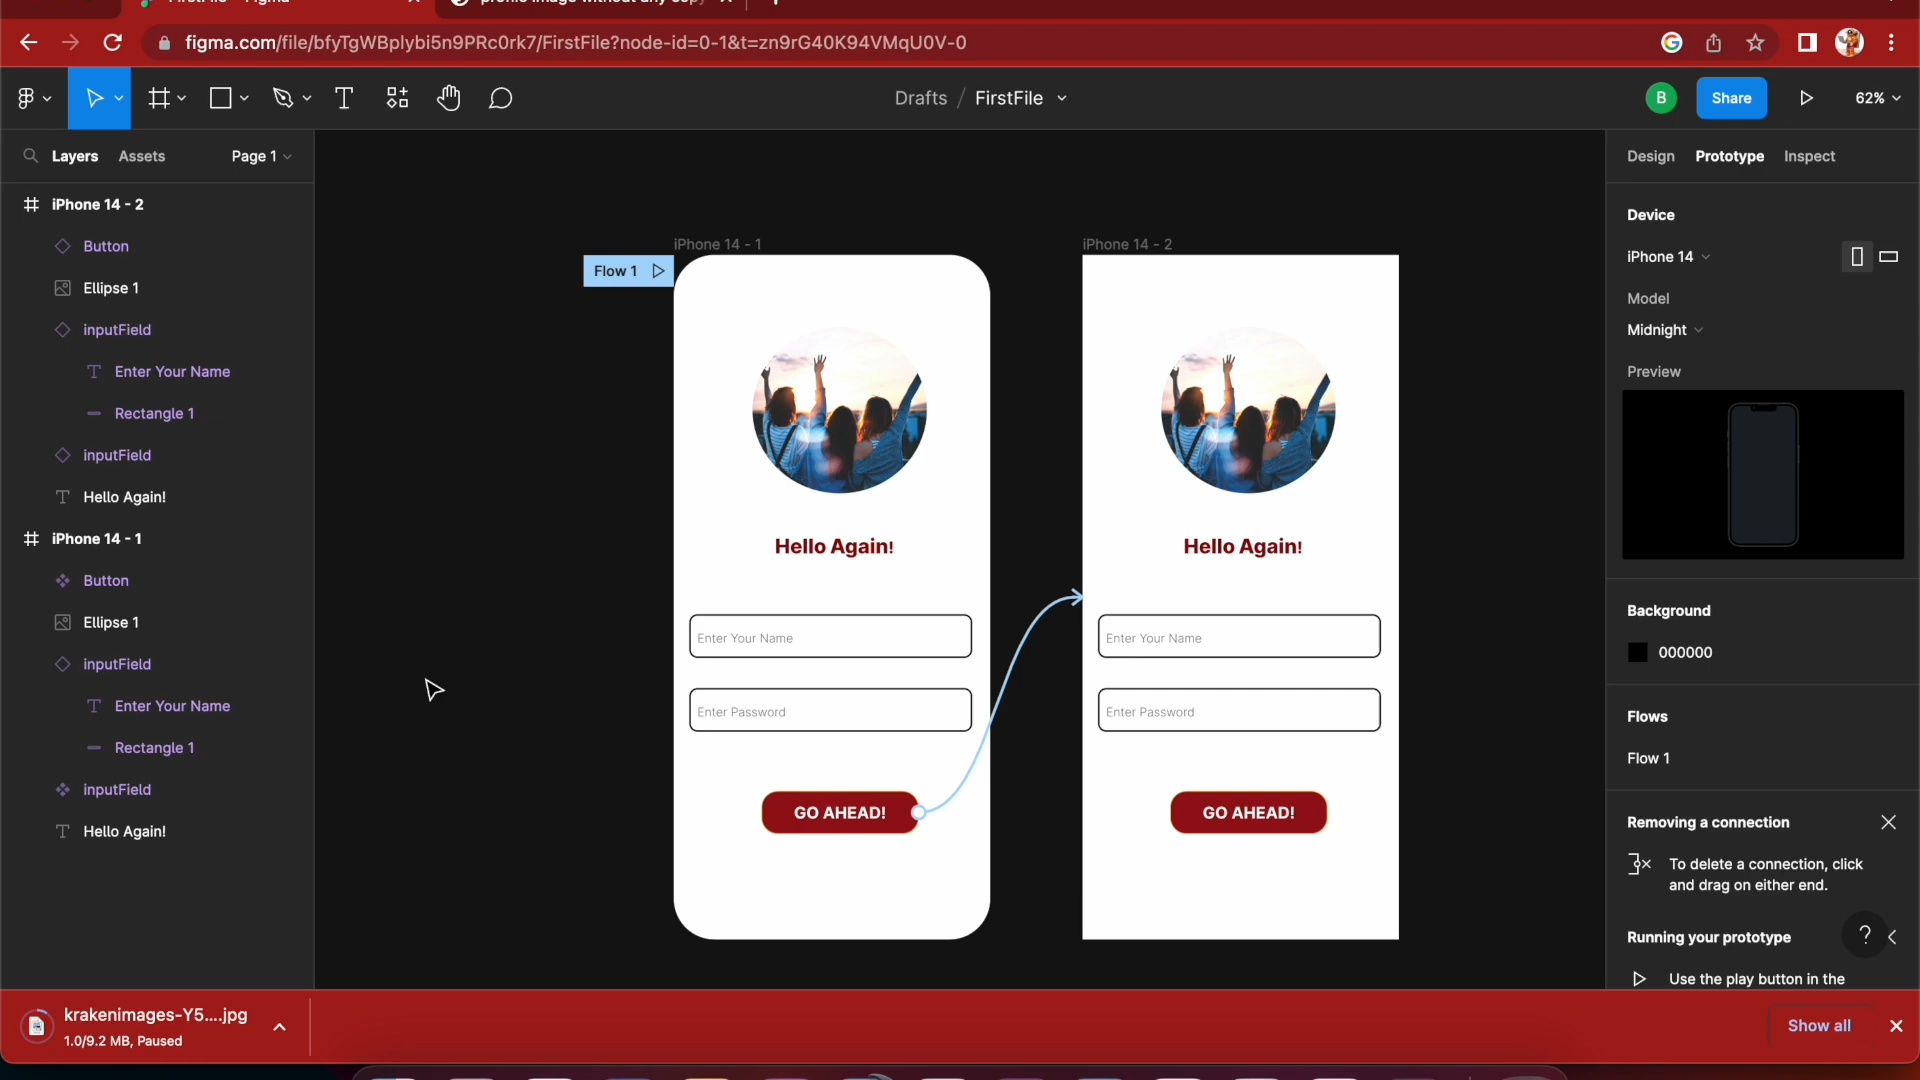 figma.com/file/bfyTgWBplybi5n9PRc0rk7/FirstFile?node-id=0-1&t=zn9rG40K94VMqU0V-0
Drafts / FirstFile
B
Share
62%
Layers
Assets
Page 1
iPhone 14 - 2
Button
Ellipse 1
inputField
Enter Your Name
Rectangle 1
inputField
Hello Again!
iPhone 14 - 1
Button
Ellipse 1
inputField
Enter Your Name
Rectangle 1
inputField
Hello Again!
Flow 1
iPhone 14 - 1
Hello Again!
Enter Your Name
Enter Password
GO AHEAD!
iPhone 14 - 2
Hello Again!
Enter Your Name
Enter Password
GO AHEAD!
Design
Prototype
Inspect
Device
iPhone 14
Model
Midnight
Preview
Background
000000
Flows
Flow 1
Removing a connection
To delete a connection, click
and drag on either end.
Running your prototype
?
Use the play button in the
krakenimages-Y5....jpg
1.0/9.2 MB, Paused
Show all